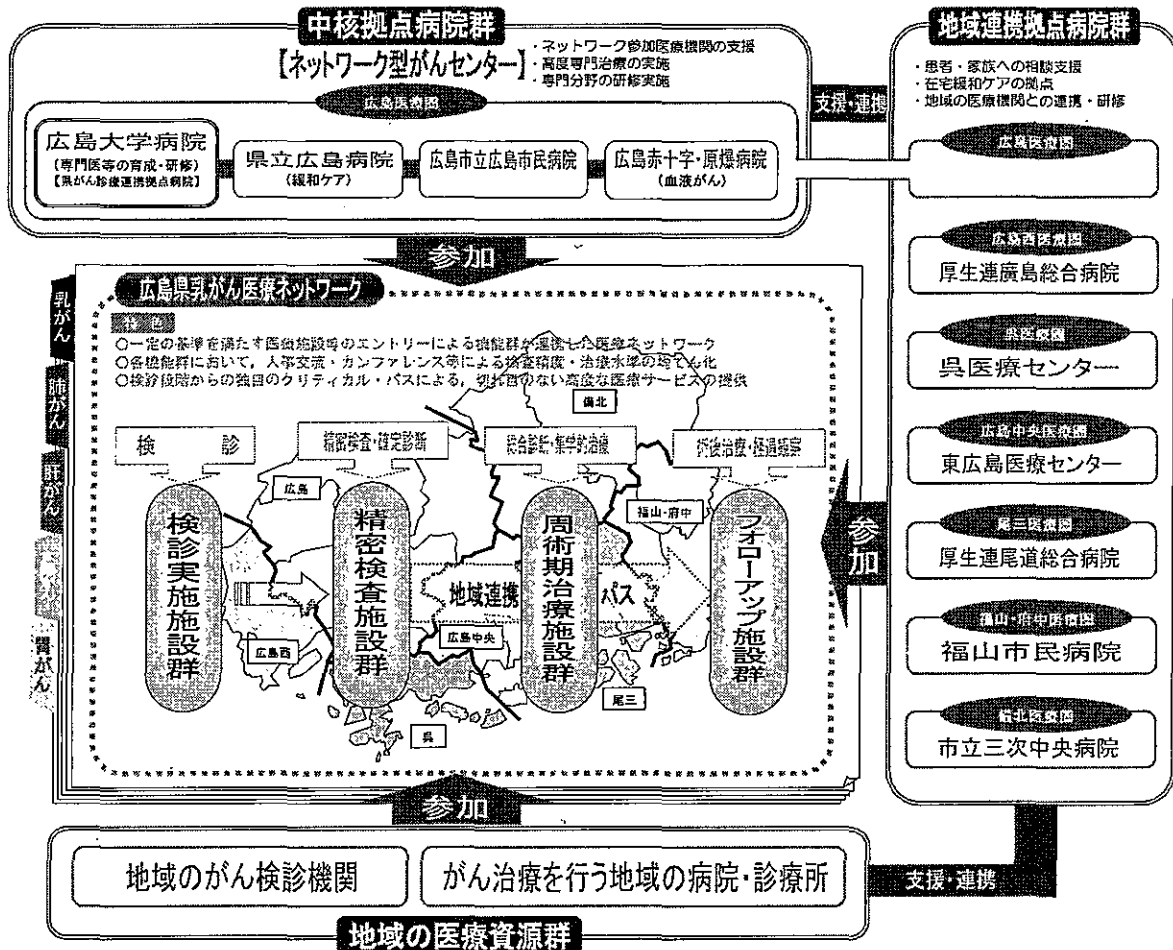 中核拠点病院群
【ネットワーク型がんセンター】
・ネットワーク参加医療機関の支援
・高度専門治療の実施
・専門分野の研修実施
広島医療圏
広島大学病院
(専門医等の育成・研修)
【県がん診療連携拠点病院】
県立広島病院
(緩和ケア)
広島市立広島市民病院
広島赤十字・原爆病院
(血液がん)
支援・連携
地域連携拠点病院群
・患者・家族への相談支援
・在宅緩和ケアの拠点
・地域の医療機関との連携・研修
広島医療圏
広島西医療圏
厚生連廣島総合病院
呉医療圏
呉医療センター
広島中央医療圏
東広島医療センター
尾三医療圏
厚生連尾道総合病院
福山・府中医療圏
福山市民病院
備北医療圏
市立三次中央病院
参加
乳がん
肺がん
肝がん
胃がん
広島県乳がん医療ネットワーク
特色
○一定の基準を満たす医療施設等のエントリーによる機能群が連携した医療ネットワーク
○各機能群において，人事交流・カンファレンス等による検査精度・治療水準の均てん化
○検診段階からの独自のクリティカル・パスによる，切れ目のない高度な医療サービスの提供
検診
精密検査・確定診断
総合診断・集学的治療
術後治療・経過観察
検診実施施設群
精密検査施設群
周術期治療施設群
フォローアップ施設群
地域連携
パス
備北
広島
福山・府中
広島西
広島中央
尾三
呉
参加
参加
地域のがん検診機関
がん治療を行う地域の病院・診療所
地域の医療資源群
支援・連携